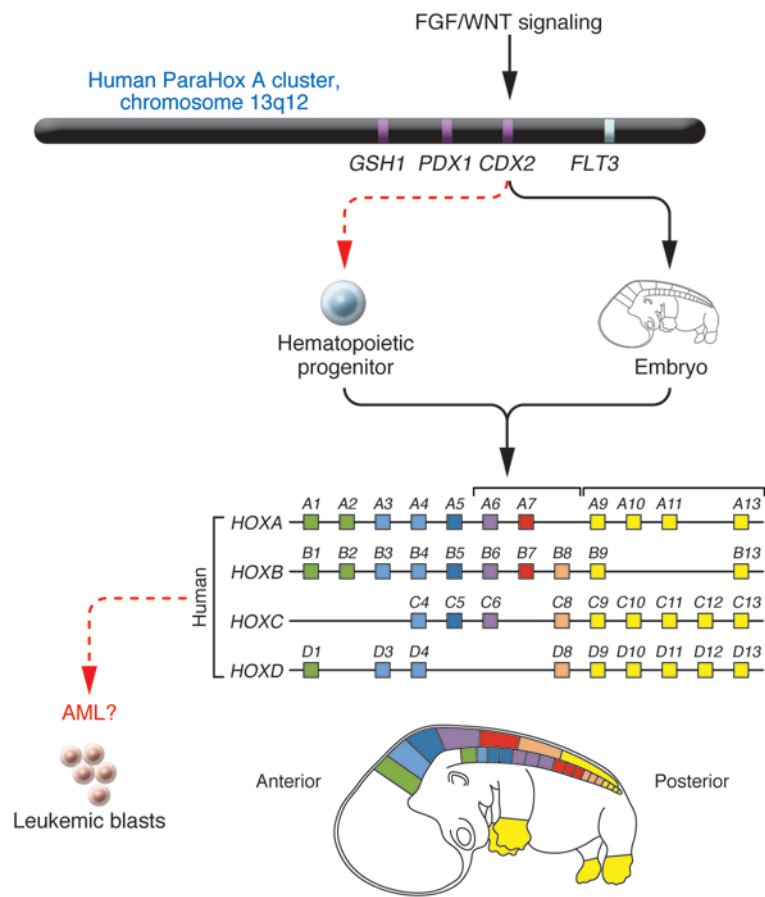 FGF/WNT signaling
Human ParaHox A cluster,
chromosome 13q12
GSH1 PDX1 CDX2 FLT3
Hematopoietic
progenitor
Embryo
A1 A2 A3 A4 A5 A6 A7 A9 A10 A11 A13
HOXA
B1 B2 B3 B4 B5 B6 B7 B8 B9 B13
HOXB
C4 C5 C6 C8 C9 C10 C11 C12 C13
HOXC
D1 D3 D4 D8 D9 D10 D11 D12 D13
HOXD
Human
AML?
Leukemic blasts
Anterior
Posterior